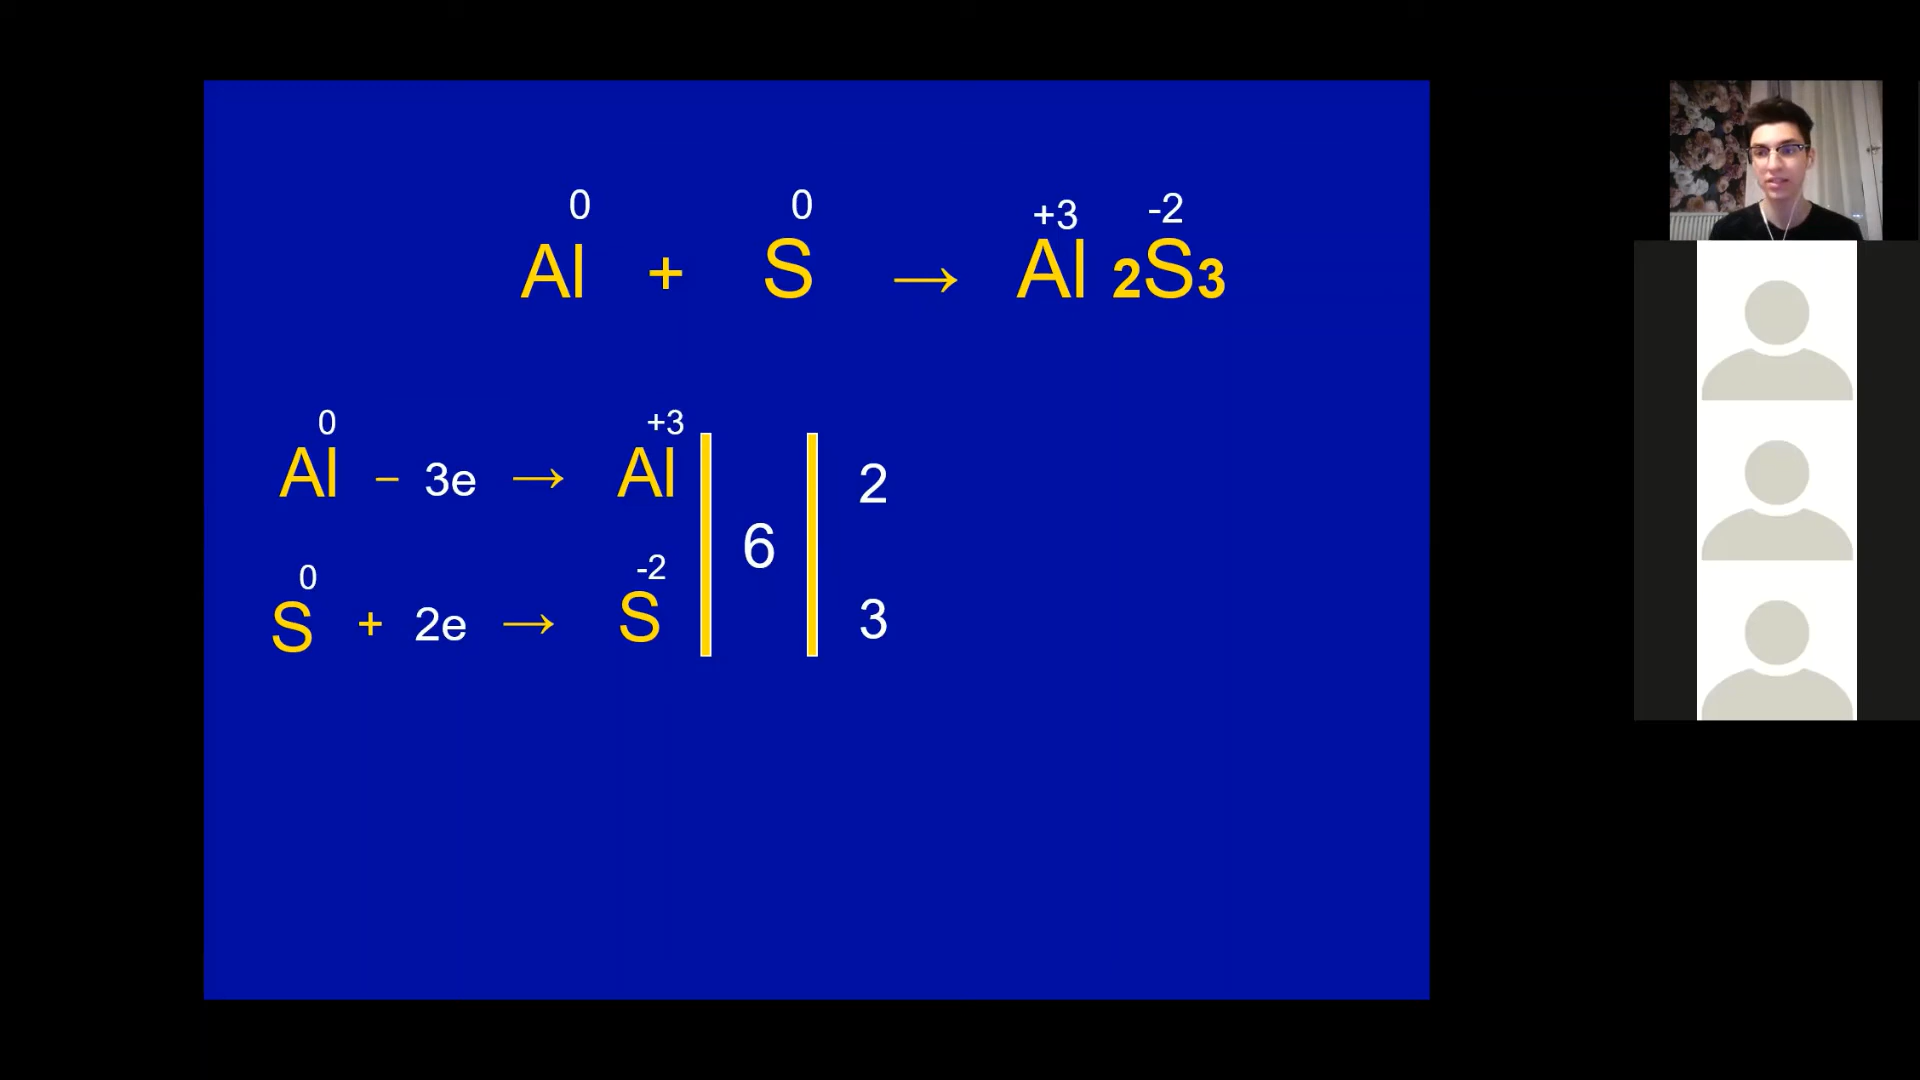 0 0 +3 -2
Al + S → Al 2S3
0 +3
Al – 3e → Al 2
6
0 -2
S + 2e → S 3